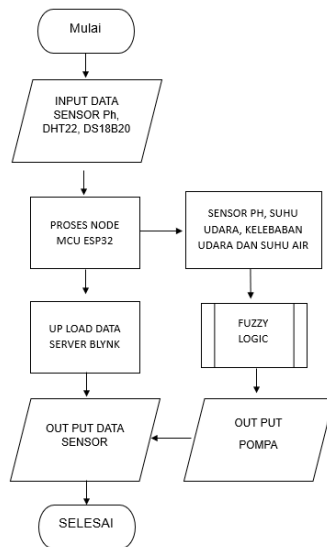 Mulai
INPUT DATA
SENSOR Ph,
DHT22, DS18B20
PROSES NODE
MCU ESP32
SENSOR PH, SUHU
UDARA, KELEBABAN
UDARA DAN SUHU AIR
UP LOAD DATA
SERVER BLYNK
FUZZY
LOGIC
OUT PUT DATA
SENSOR
OUT PUT
POMPA
SELESAI